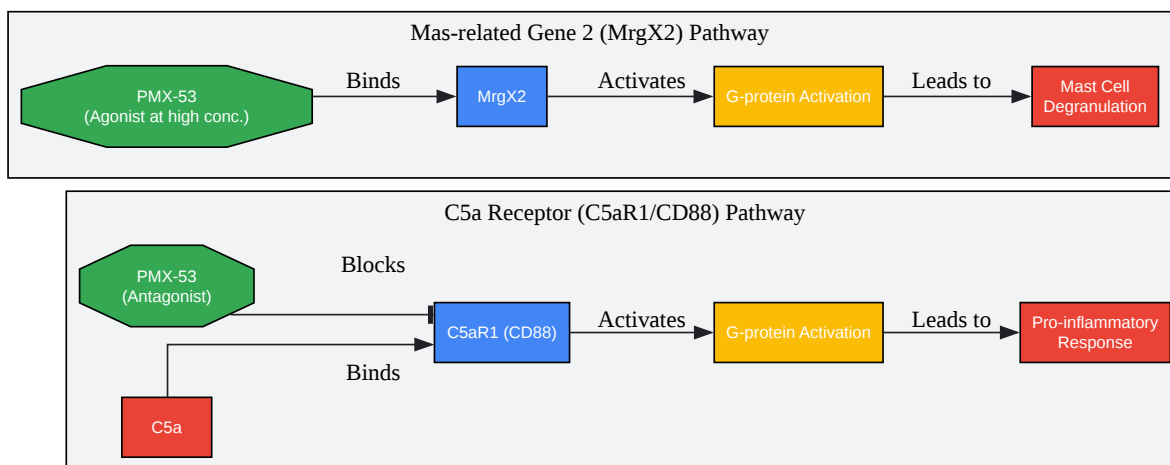 Mas-related Gene 2 (MrgX2) Pathway
PMX-53
(Agonist at high conc.)
Binds
MrgX2
Activates
G-protein Activation
Leads to
Mast Cell
Degranulation
C5a Receptor (C5aR1/CD88) Pathway
PMX-53
(Antagonist)
Blocks
Binds
C5a
C5aR1 (CD88)
Activates
G-protein Activation
Leads to
Pro-inflammatory
Response